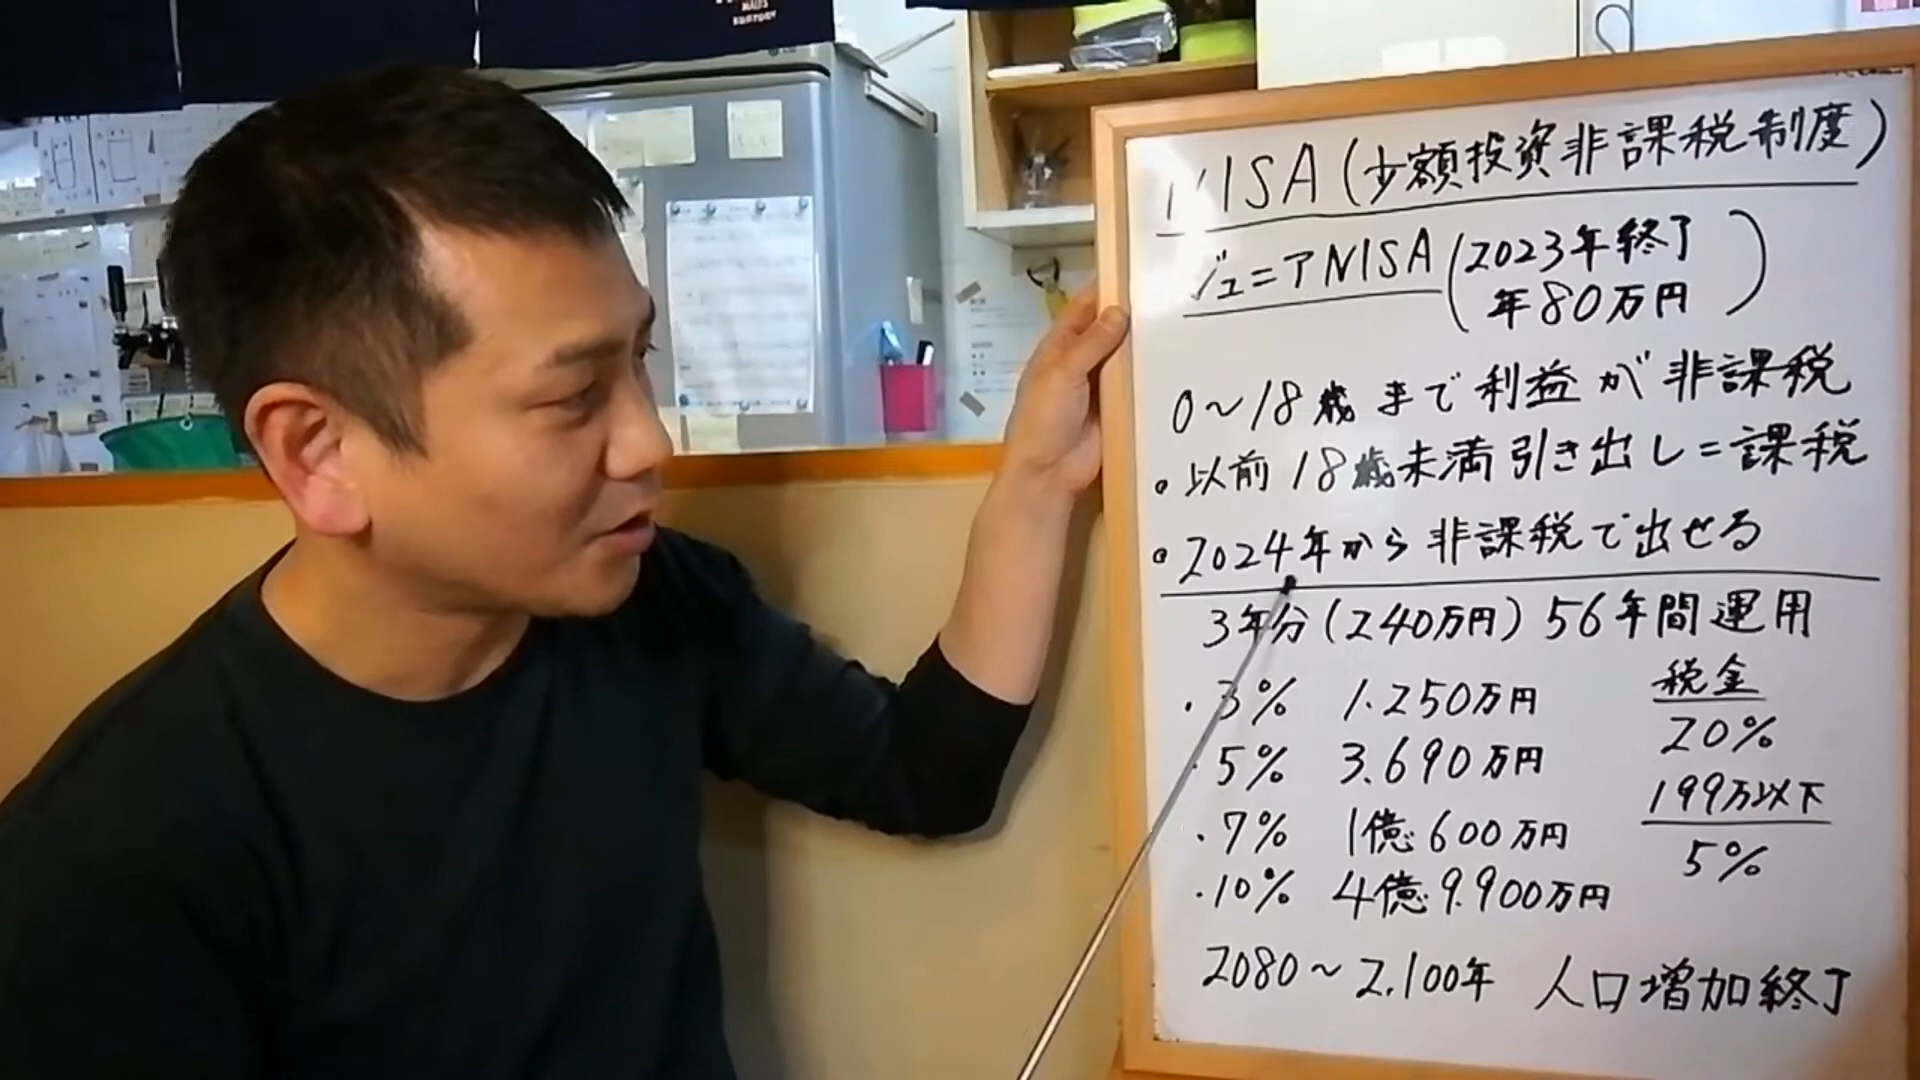 MALT'S
SUNTORY
NISA(少額投資非課税制度)
ジュニアNISA(2023年終了
年80万円)
0～18歳まで利益が非課税
・以前18歳未満引き出し=課税
・2024年から非課税で出せる
3年分(240万円)56年間運用
・3% 1.250万円
・5% 3.690万円
・7% 1億600万円
・10% 4億9.900万円
税金
20%
199万以下
5%
2080～2.100年 人口増加終了